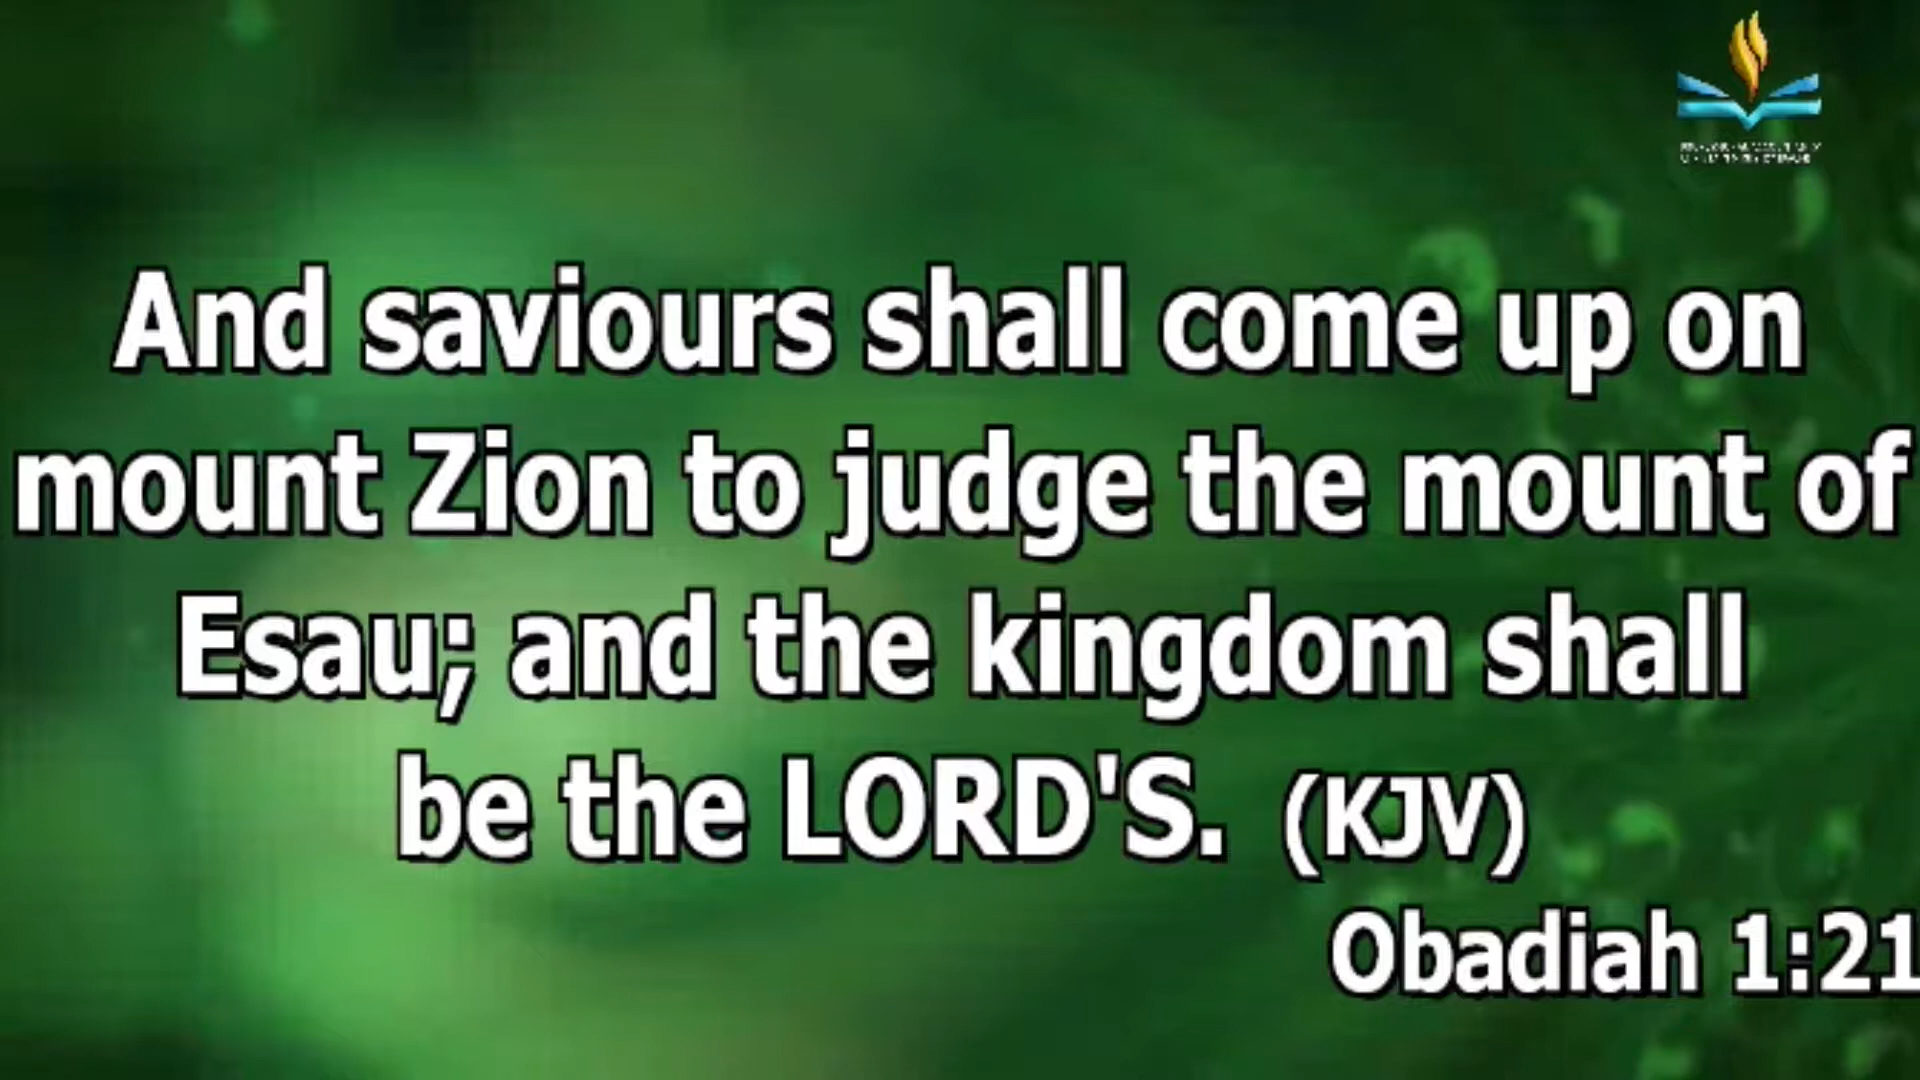 And saviours shall come up on
mount Zion to judge the mount of
Esau; and the kingdom shall
be the LORD'S. (KJV)
Obadiah 1:21